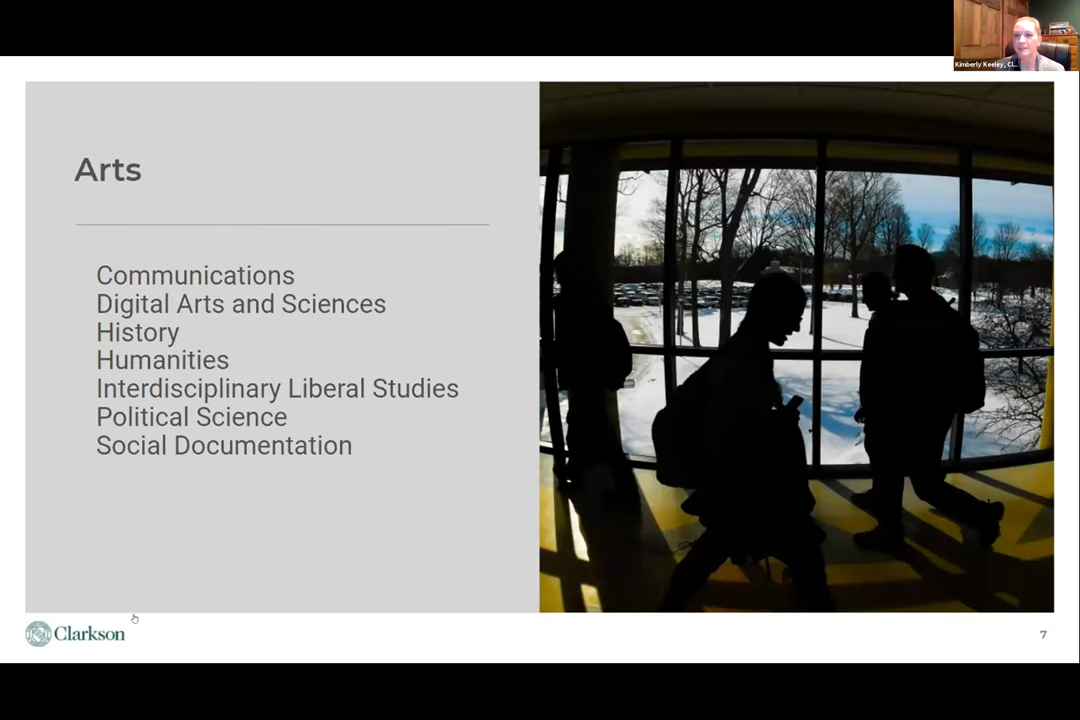 Kimberly Keeley, Cl...
Arts
Communications
Digital Arts and Sciences
History
Humanities
Interdisciplinary Liberal Studies
Political Science
Social Documentation
Clarkson
7